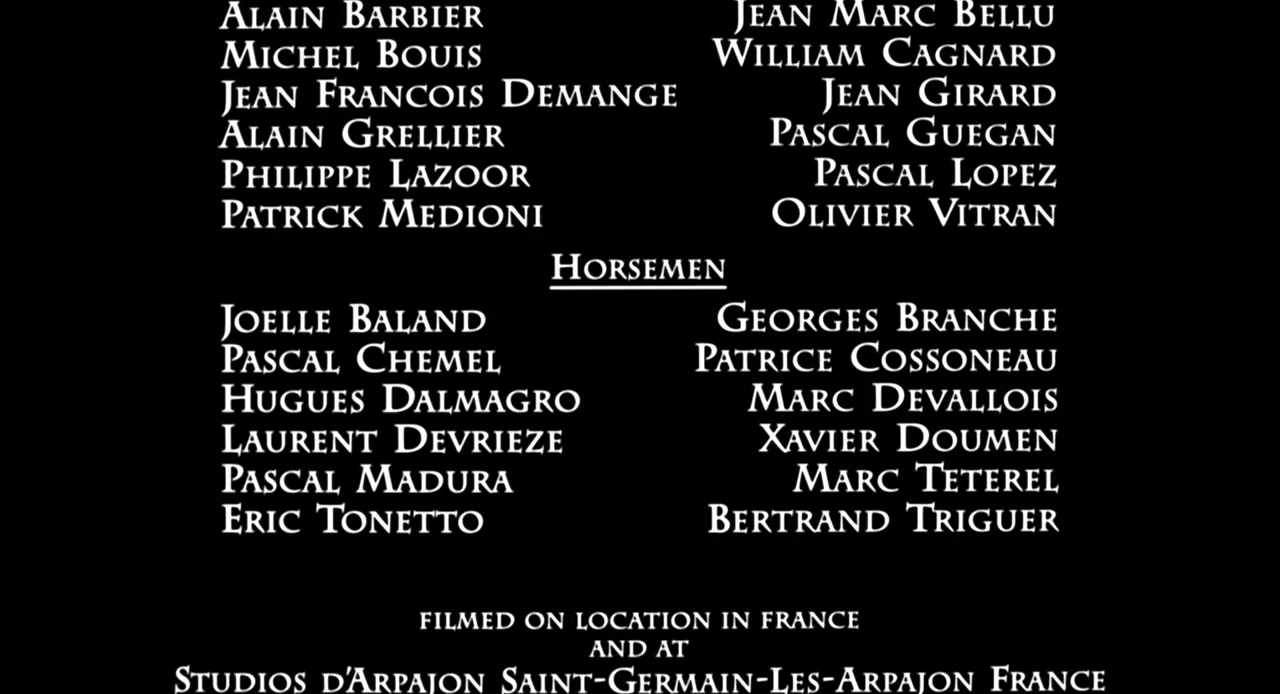 Alain Barbier Jean Marc Bellu
Michel Bouis William Cagnard
Jean Francois Demange Jean Girard
Alain Grellier Pascal Guegan
Philippe Lazoor Pascal Lopez
Patrick Medioni Olivier Vitran
Horsemen
Joelle Baland Georges Branche
Pascal Chemel Patrice Cossoneau
Hugues Dalmagro Marc Devallois
Laurent Devrieze Xavier Doumen
Pascal Madura Marc Teterel
Eric Tonetto Bertrand Triguer
FILMED ON LOCATION IN FRANCE
AND AT
Studios d'Arpajon Saint-Germain-Les-Arpajon France